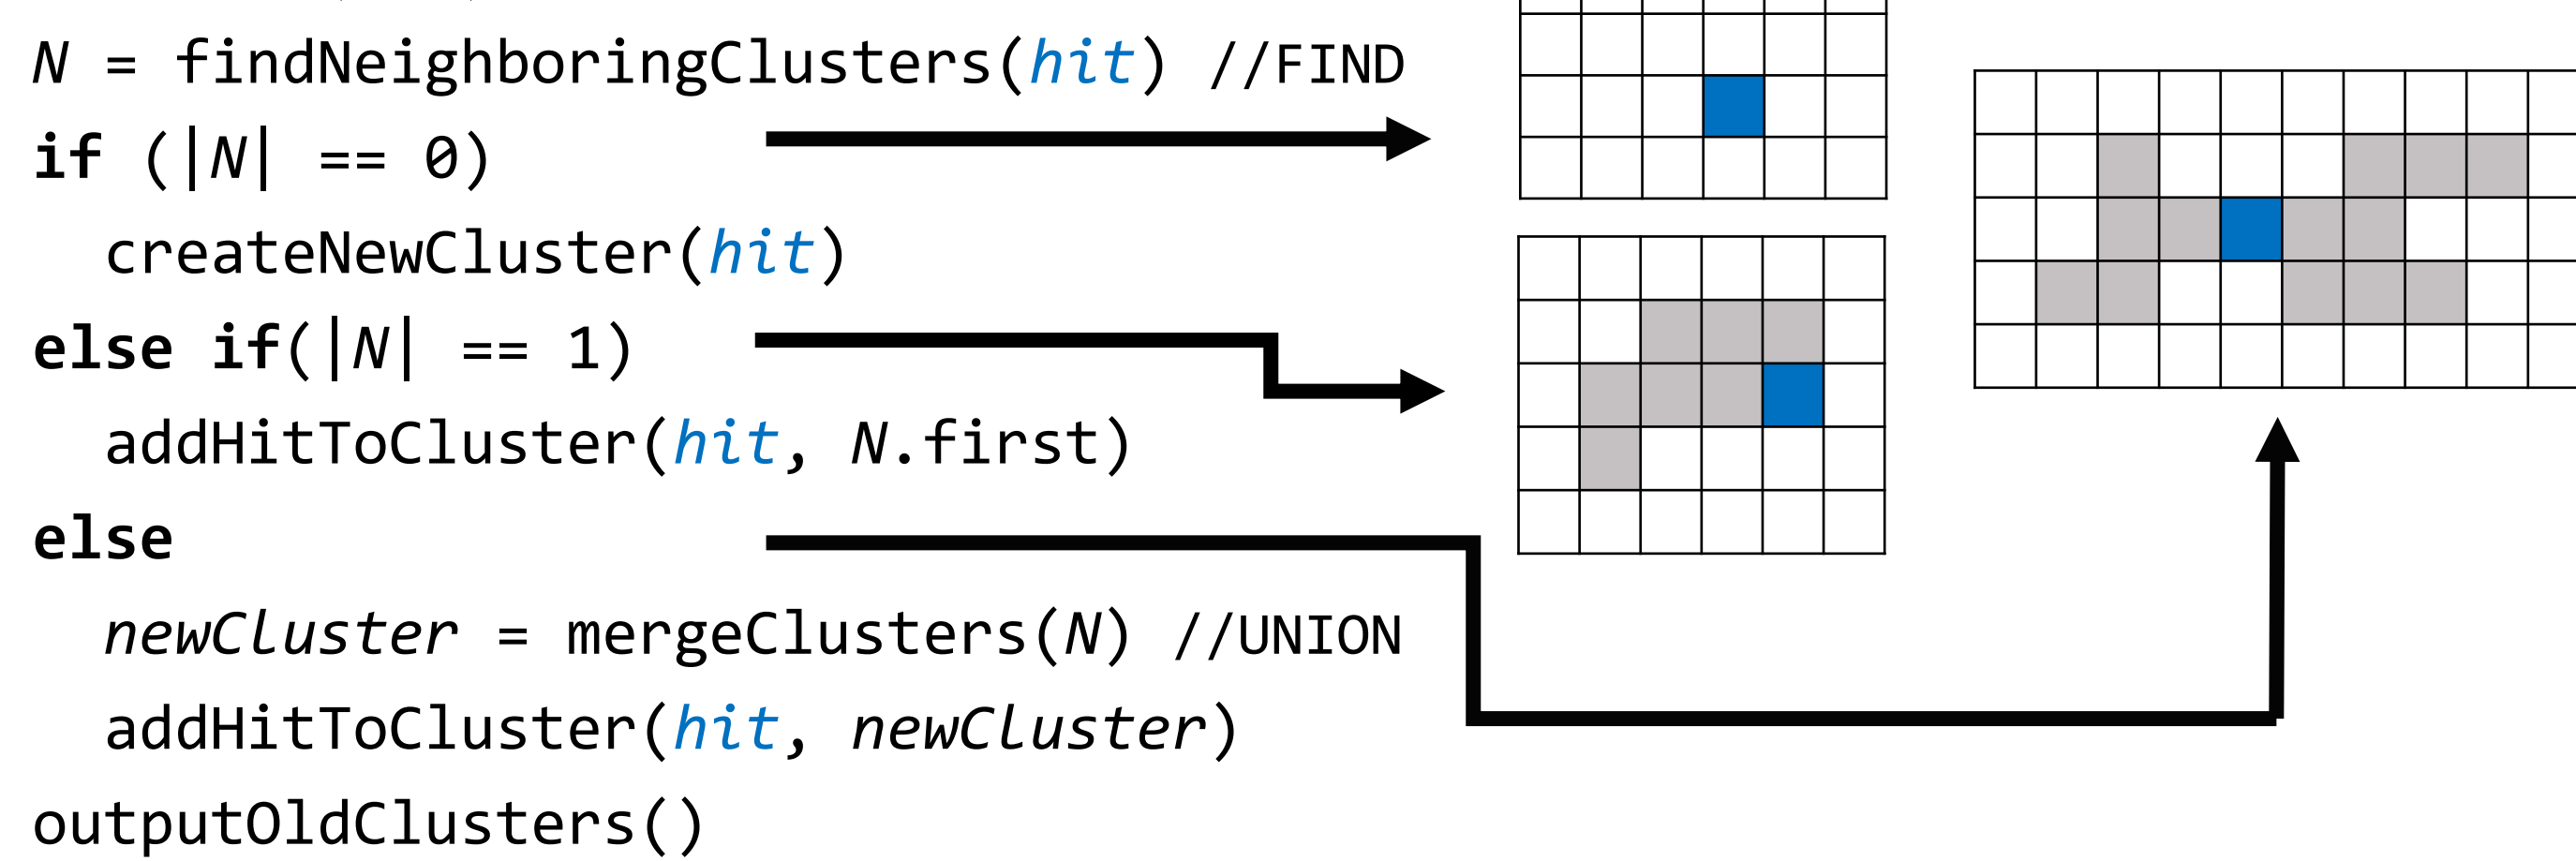 N = findNeighboringClusters(hit) //FIND
if (|N| == 0)
createNewCluster(hit)
else if(|N| == 1)
addHitToCluster(hit, N.first)
else
newCluster = mergeClusters(N) //UNION
addHitToCluster(hit, newCluster)
outputOldClusters()